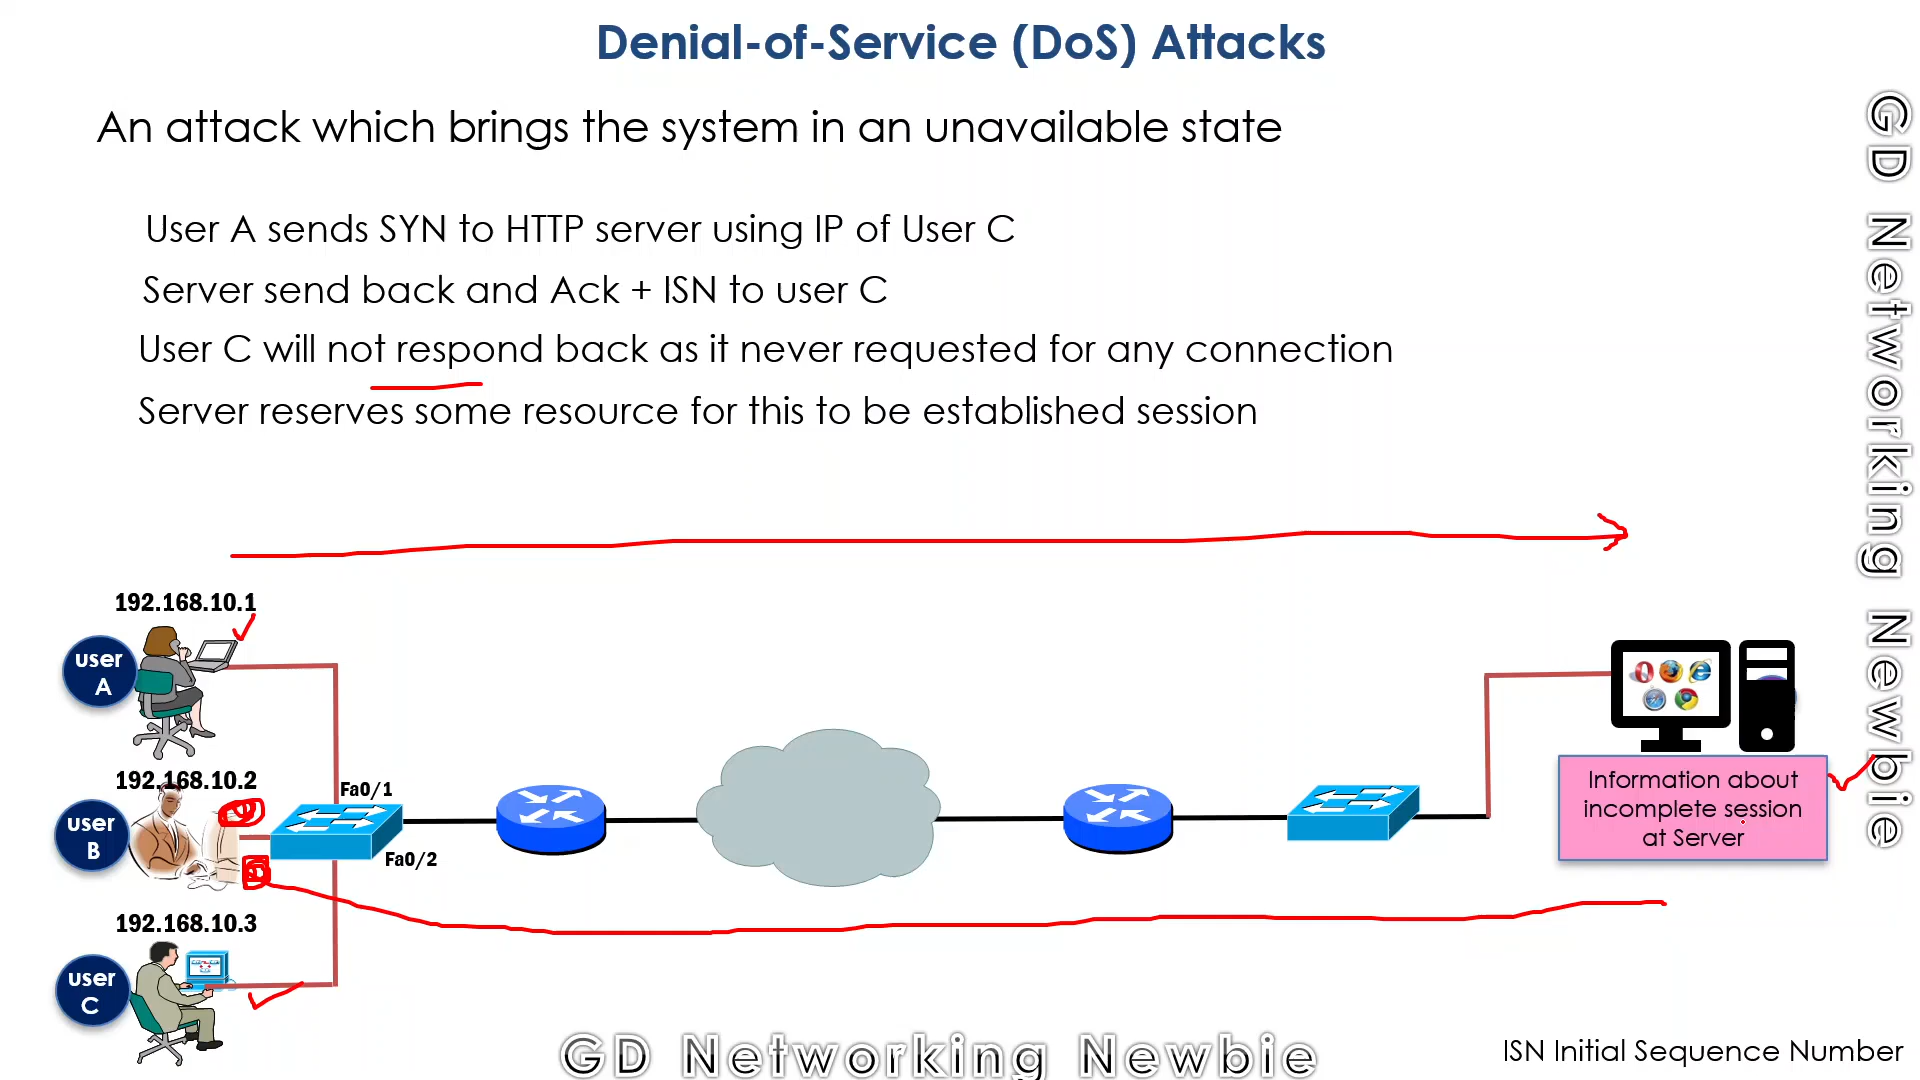 Denial-of-Service (DoS) Attacks
An attack which brings the system in an unavailable state
User A sends SYN to HTTP server using IP of User C
Server send back and Ack + ISN to user C
User C will not respond back as it never requested for any connection
Server reserves some resource for this to be established session
192.168.10.1
user
A
192.168.10.2
user
B
Fa0/1
Fa0/2
192.168.10.3
user
C
Information about
incomplete session
at Server
ISN Initial Sequence Number
GD Networking Newbie
GD Networking Newbie